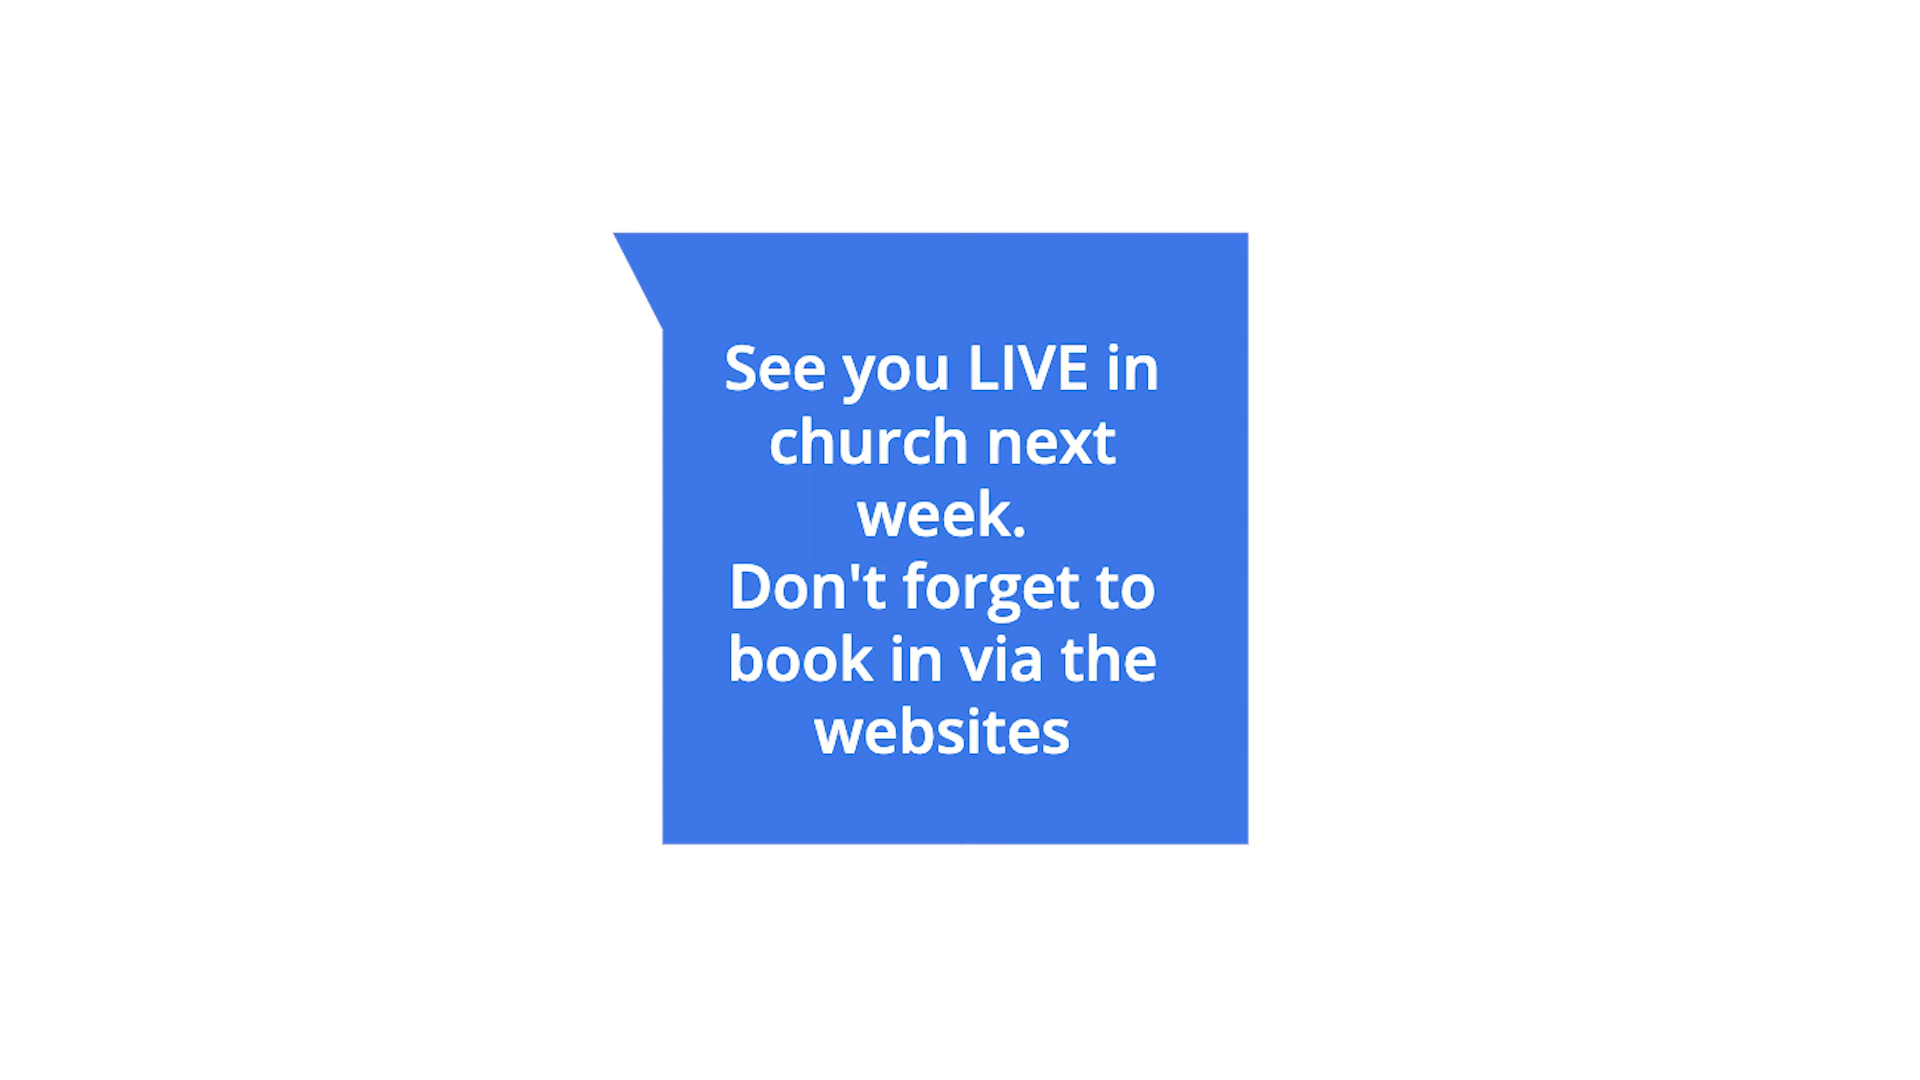 See you LIVE in
church next
week.
Don't forget to
book in via the
websites